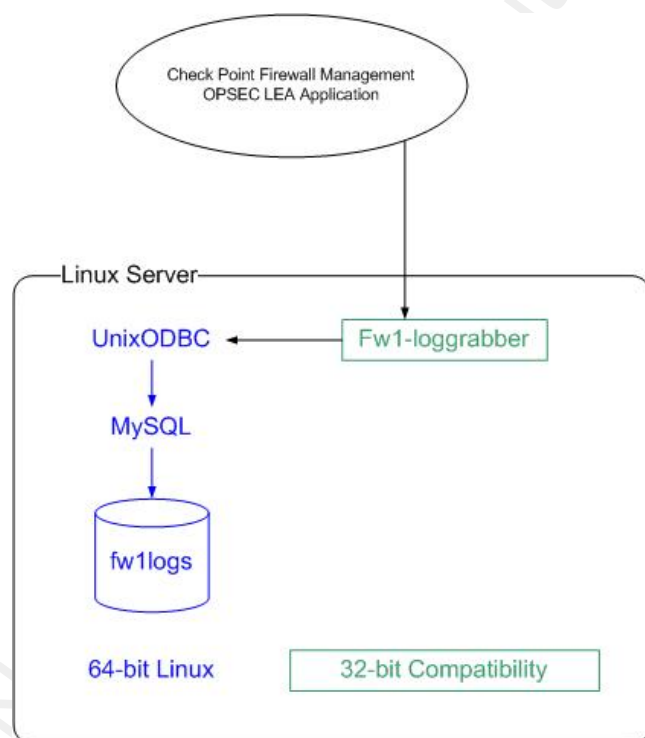 Check Point Firewall Management
OPSEC LEA Application
Linux Server
UnixODBC
Fw1-loggrabber
MySQL
fw1logs
64-bit Linux
32-bit Compatibility